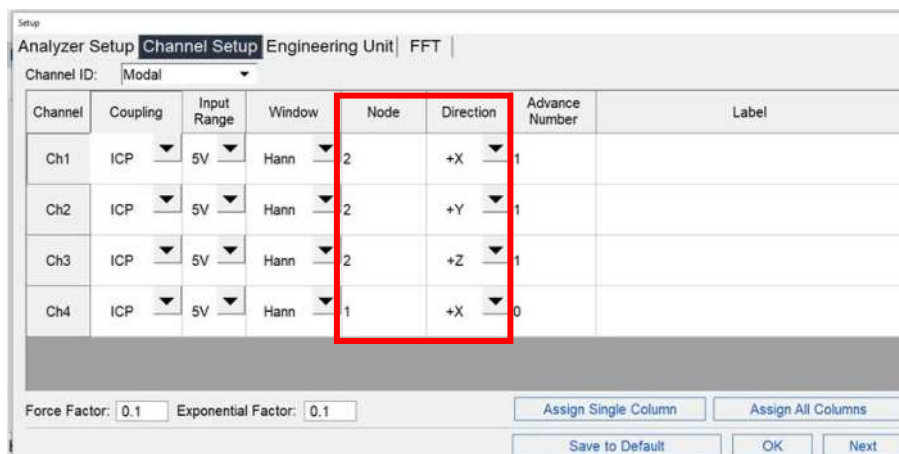 Setup
Analyzer Setup Channel Setup Engineering Unit FFT
Channel ID: Modal
Channel Coupling Input Range Window Node Direction Advance Number Label
Ch1 ICP 5V Hann 2 +X 1
Ch2 ICP 5V Hann 2 +Y 1
Ch3 ICP 5V Hann 2 +Z 1
Ch4 ICP 5V Hann 1 +X 0
Force Factor: 0.1 Exponential Factor: 0.1 Assign Single Column Assign All Columns
Save to Default OK Next